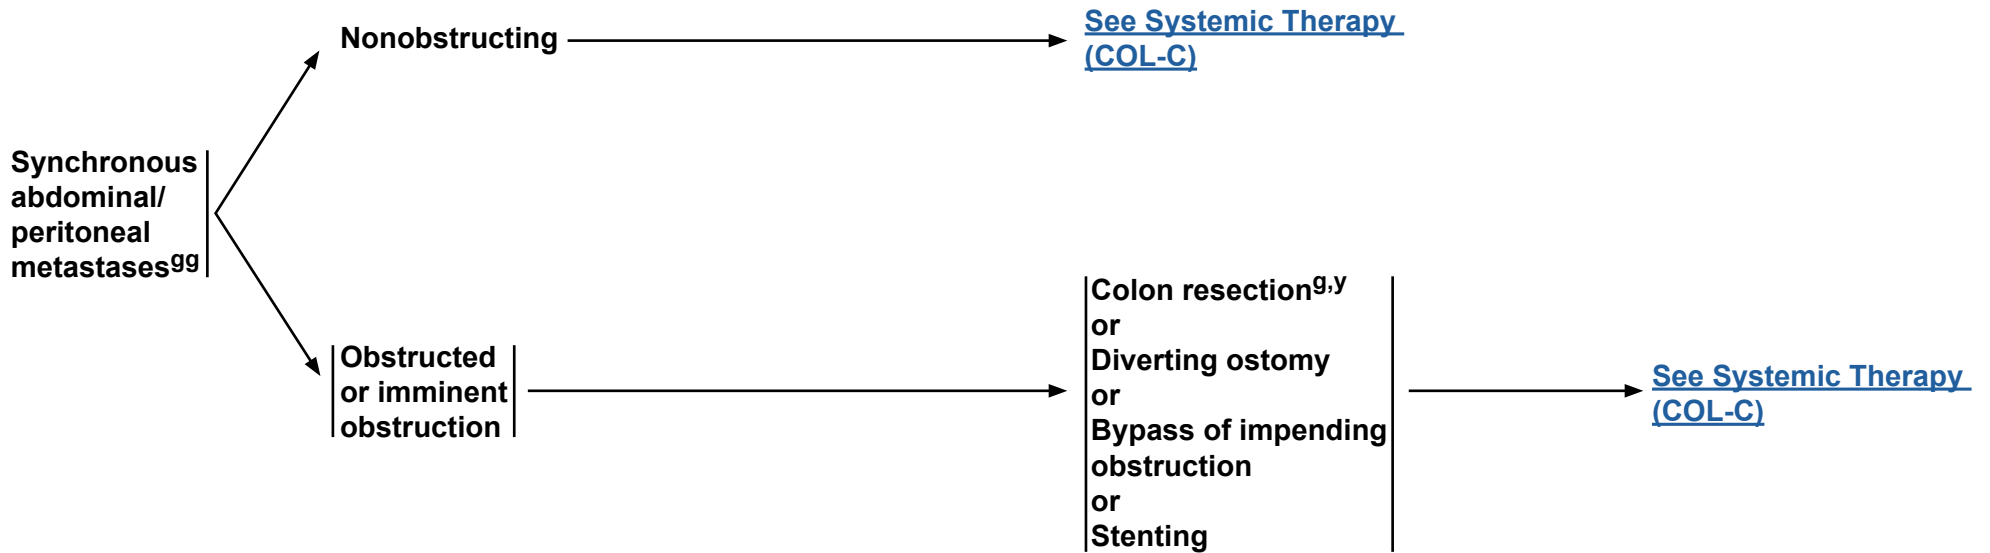 Nonobstructing
See Systemic Therapy
(COL-C)
Synchronous
abdominal/
peritoneal
metastasesgg
Obstructed
or imminent
obstruction
Colon resectiong,y
or
Diverting ostomy
or
Bypass of impending
obstruction
or
Stenting
See Systemic Therapy
(COL-C)